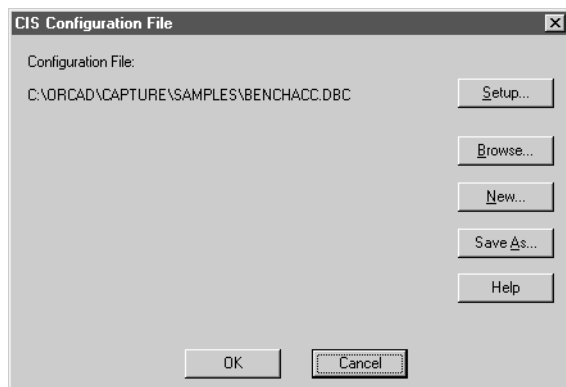 CIS Configuration File
Configuration File:
C:\ORCAD\CAPTURE\SAMPLES\BENCHACC.DBC
Setup...
Browse...
New...
Save As...
Help
OK
Cancel